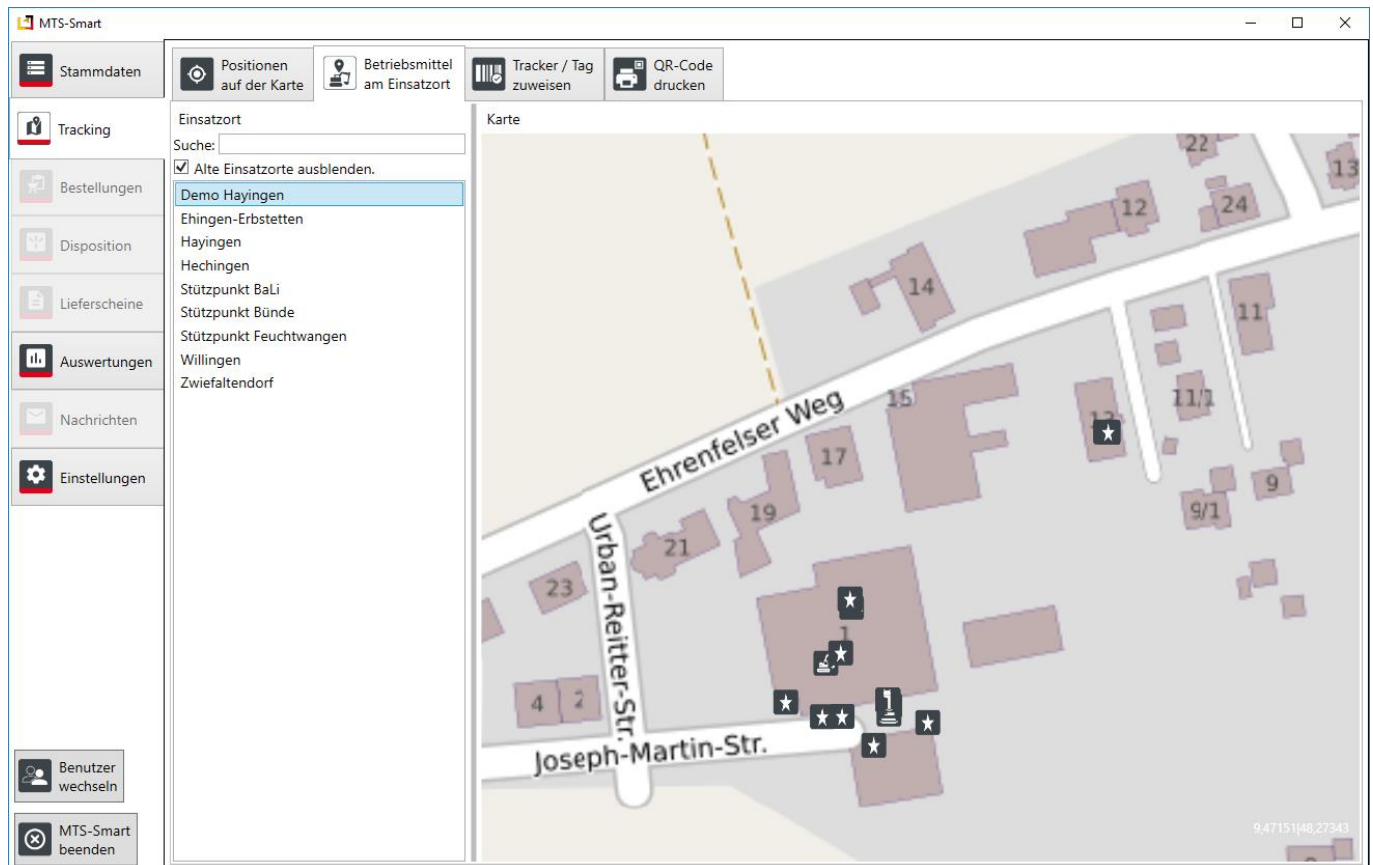 MTS-Smart
Stammdaten
Tracking
Bestellungen
Disposition
Lieferscheine
Auswertungen
Nachrichten
Einstellungen
Benutzer
wechseln
MTS-Smart
beenden
Positionen
auf der Karte
Betriebsmittel
am Einsatzort
Tracker / Tag
zuweisen
QR-Code
drucken
Einsatzort
Suche:
Alte Einsatzorte ausblenden.
Demo Hayingen
Ehingen-Erbstetten
Hayingen
Hechingen
Stützpunkt BaLi
Stützpunkt Bünde
Stützpunkt Feuchtwangen
Willingen
Zwiefaltendorf
Karte
22
13
12
24
14
11
15
11/1
Ehrenfelser Weg
17
9
19
9/1
21
Urban-Reitter-Str.
23
1
4
2
Joseph-Martin-Str.
9,47151|48,27343